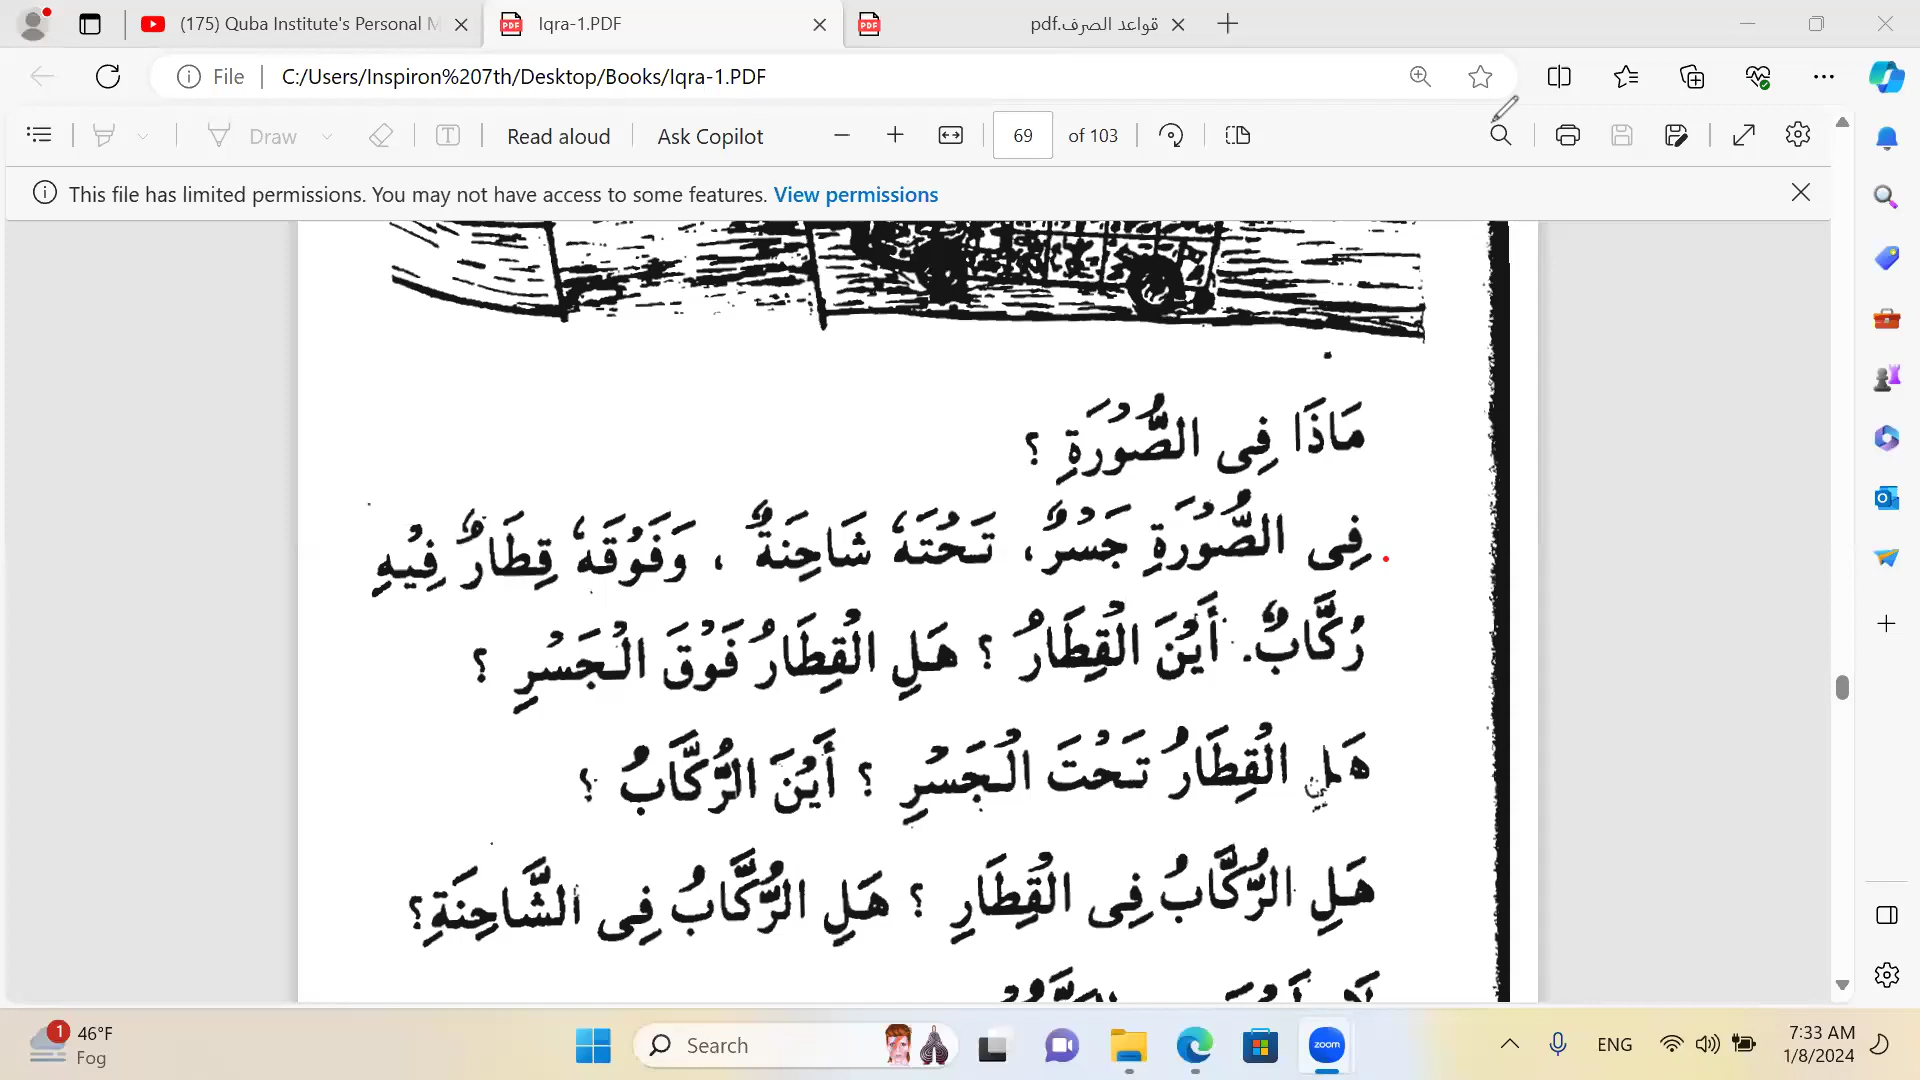 (175) Quba Institute's Personal M
Iqra-1.PDF
قواعد الصرف.pdf
File
C:/Users/Inspiron%207th/Desktop/Books/Iqra-1.PDF
Draw
Read aloud
Ask Copilot
69 of 103
This file has limited permissions. You may not have access to some features. View permissions
مَاذَا فِى الصُّوْرَةِ ؟
فِى الصُّوْرَةِ جَسْرٌ، تَحْتَهٗ شَاحِنَةٌ ، وَفَوْقَهٗ قِطَارٌ فِيْهِ
رُكَّابٌ. أَيْنَ الْقِطَارُ ؟ هَلِ الْقِطَارُ فَوْقَ الْجَسْرِ ؟
هَلِ الْقِطَارُ تَحْتَ الْجَسْرِ ؟ أَيْنَ الرُّكَّابُ ؟
هَلِ الرُّكَّابُ فِى الْقِطَارِ ؟ هَلِ الرُّكَّابُ فِى الشَّاحِنَةِ؟
1
46°F
Fog
Search
zoom
ENG
7:33 AM
1/8/2024